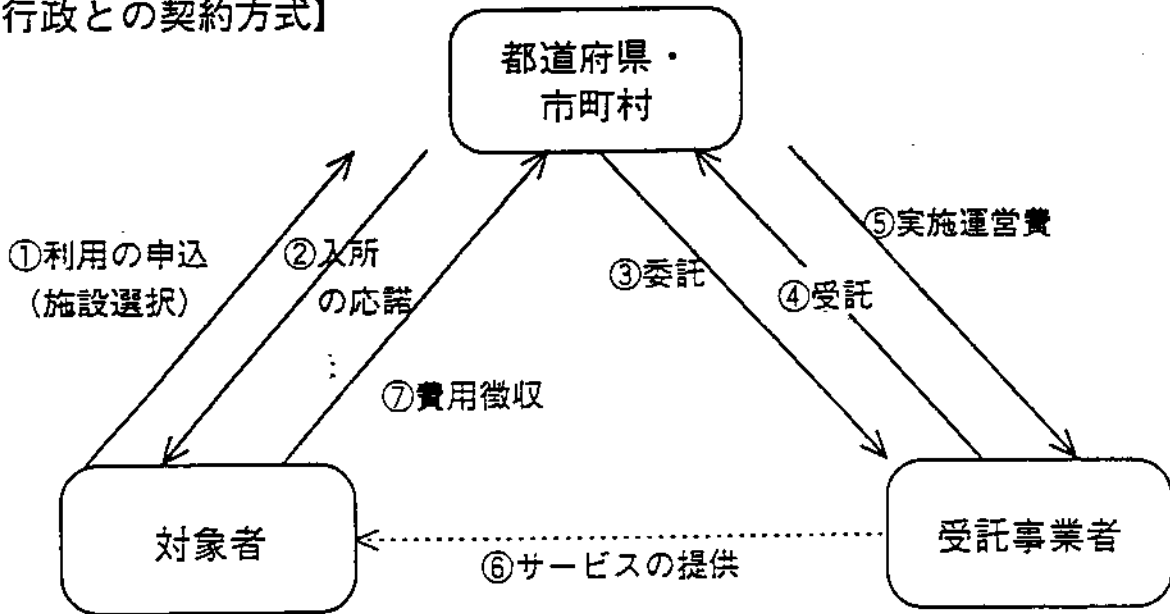 行政との契約方式】
都道府県・
市町村
①利用の申込
(施設選択)
②入所
の応諾
③委託
④受託
⑤実施運営費
⑦費用徴収
対象者
受託事業者
⑥サービスの提供